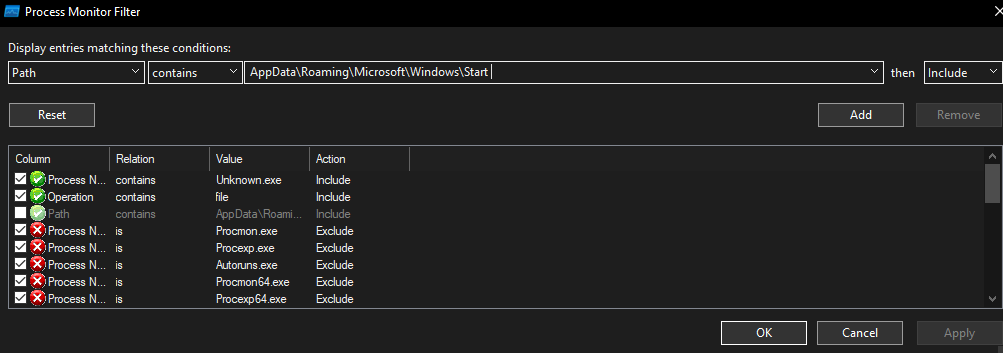 Process Monitor Filter
Display entries matching these conditions:
Path contains AppData\Roaming\Microsoft\Windows\Start then Include
Reset Add Remove
Column Relation Value Action
Process N... contains Unknown.exe Include
Operation contains file Include
Path contains AppData\Roami... Include
Process N... is Procmon.exe Exclude
Process N... is Procexp.exe Exclude
Process N... is Autoruns.exe Exclude
Process N... is Procmon64.exe Exclude
Process N... is Procexp64.exe Exclude
OK Cancel Apply